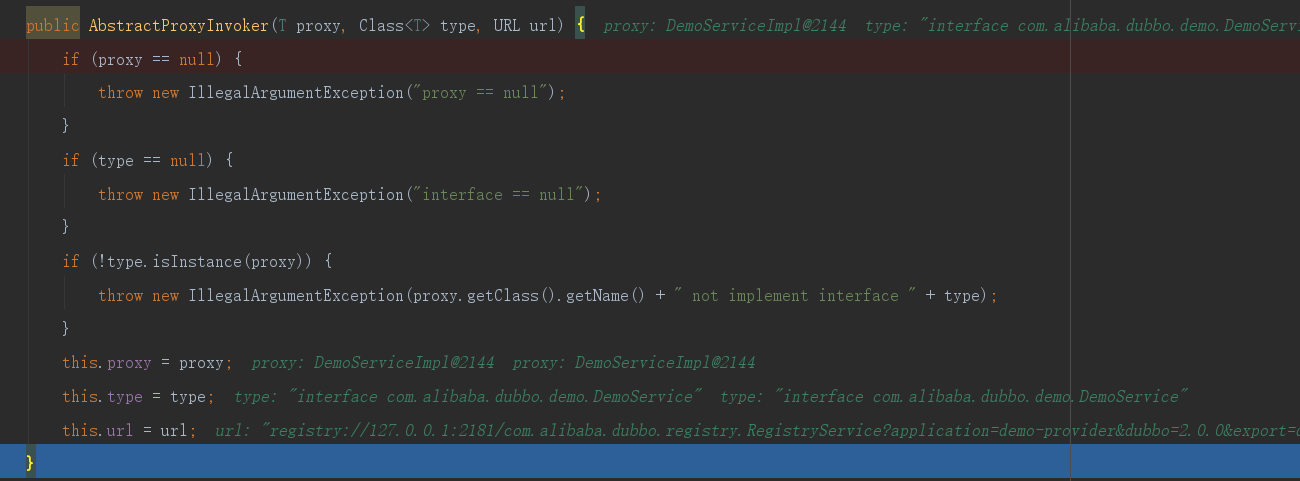 public AbstractProxyInvoker(T proxy, Class<T> type, URL url) {  proxy: DemoServiceImpl@2144  type: "interface com.alibaba.dubbo.demo.DemoServi
if (proxy == null) {
throw new IllegalArgumentException("proxy == null");
}
if (type == null) {
throw new IllegalArgumentException("interface == null");
}
if (!type.isInstance(proxy)) {
throw new IllegalArgumentException(proxy.getClass().getName() + " not implement interface " + type);
}
this.proxy = proxy;  proxy: DemoServiceImpl@2144  proxy: DemoServiceImpl@2144
this.type = type;  type: "interface com.alibaba.dubbo.demo.DemoService"  type: "interface com.alibaba.dubbo.demo.DemoService"
this.url = url;  url: "registry://127.0.0.1:2181/com.alibaba.dubbo.registry.RegistryService?application=demo-provider&dubbo=2.0.0&export=
}